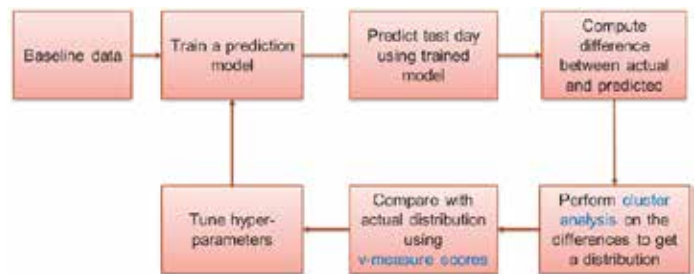 Baseline data
Train a prediction
model
Predict test day
using trained
model
Compute
difference
between actual
and predicted
Perform cluster
analysis on the
differences to get
a distribution
Compare with
actual distribution
using
v-measure scores
Tune hyper-
parameters